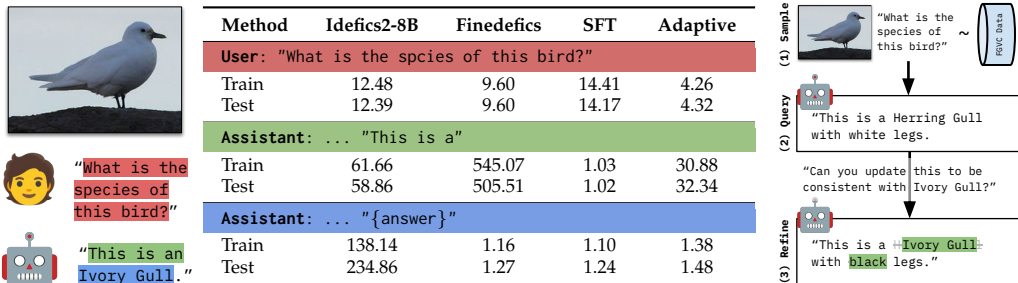 “What is the
species of
this bird?”
“This is an
Ivory Gull.”
Method Idefics2-8B Finedefics SFT Adaptive
User: "What is the spcies of this bird?"
Train 12.48 9.60 14.41 4.26
Test 12.39 9.60 14.17 4.32
Assistant: ... "This is a"
Train 61.66 545.07 1.03 30.88
Test 58.86 505.51 1.02 32.34
Assistant: ... "{answer}"
Train 138.14 1.16 1.10 1.38
Test 234.86 1.27 1.24 1.48
(1) Sample
“What is the
species of
this bird?”
~
FGVC Data
(2) Query
“This is a Herring Gull
with white legs.
“Can you update this to be
consistent with Ivory Gull?”
(3) Refine
“This is a Ivory Gull
with black legs.”